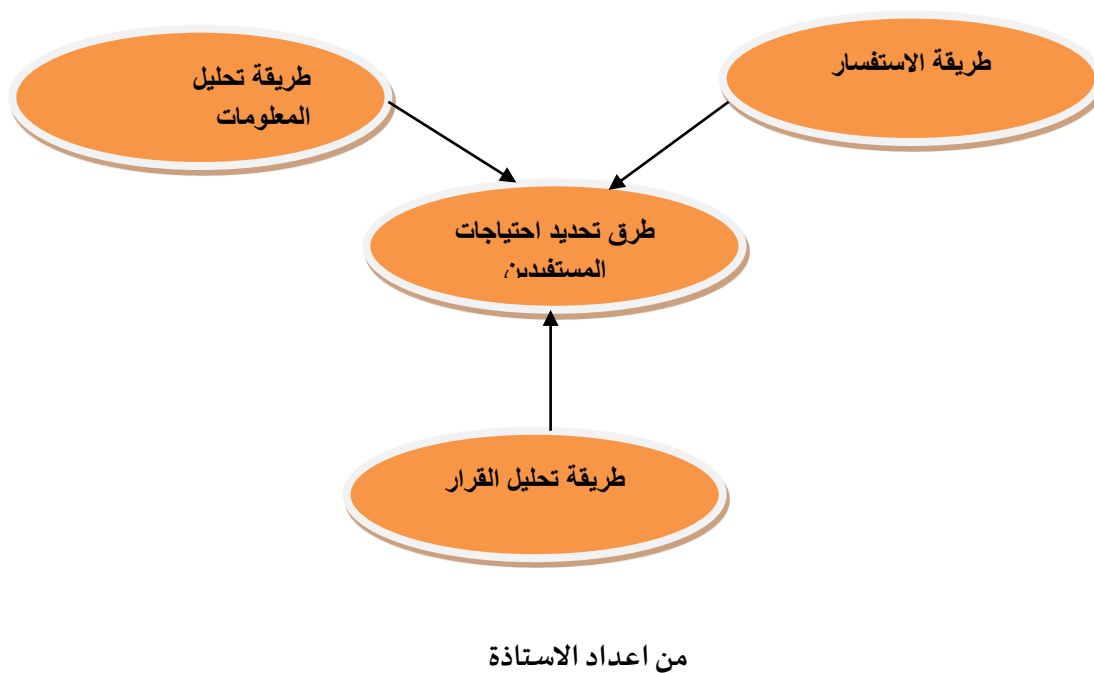 طريقة الاستفسار
طريقة تحليل
المعلومات
طرق تحديد احتياجات
المستفيدين
طريقة تحليل القرار
من اعداد الاستاذة